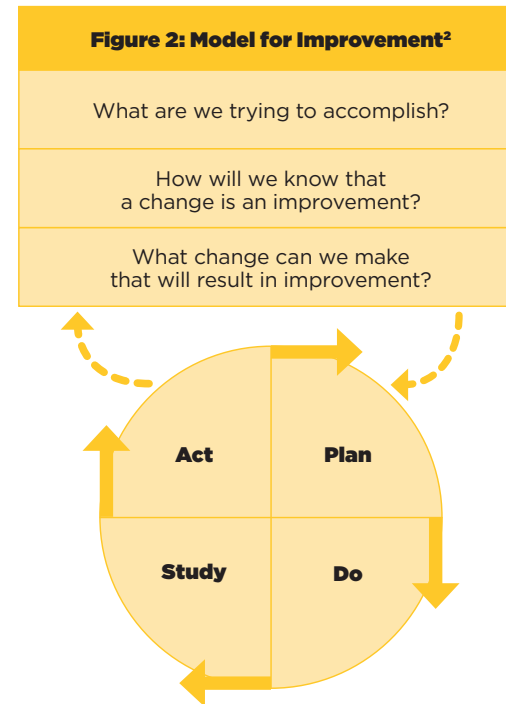 Figure 2: Model for Improvement²
What are we trying to accomplish?
How will we know that
a change is an improvement?
What change can we make
that will result in improvement?
Act
Plan
Study
Do